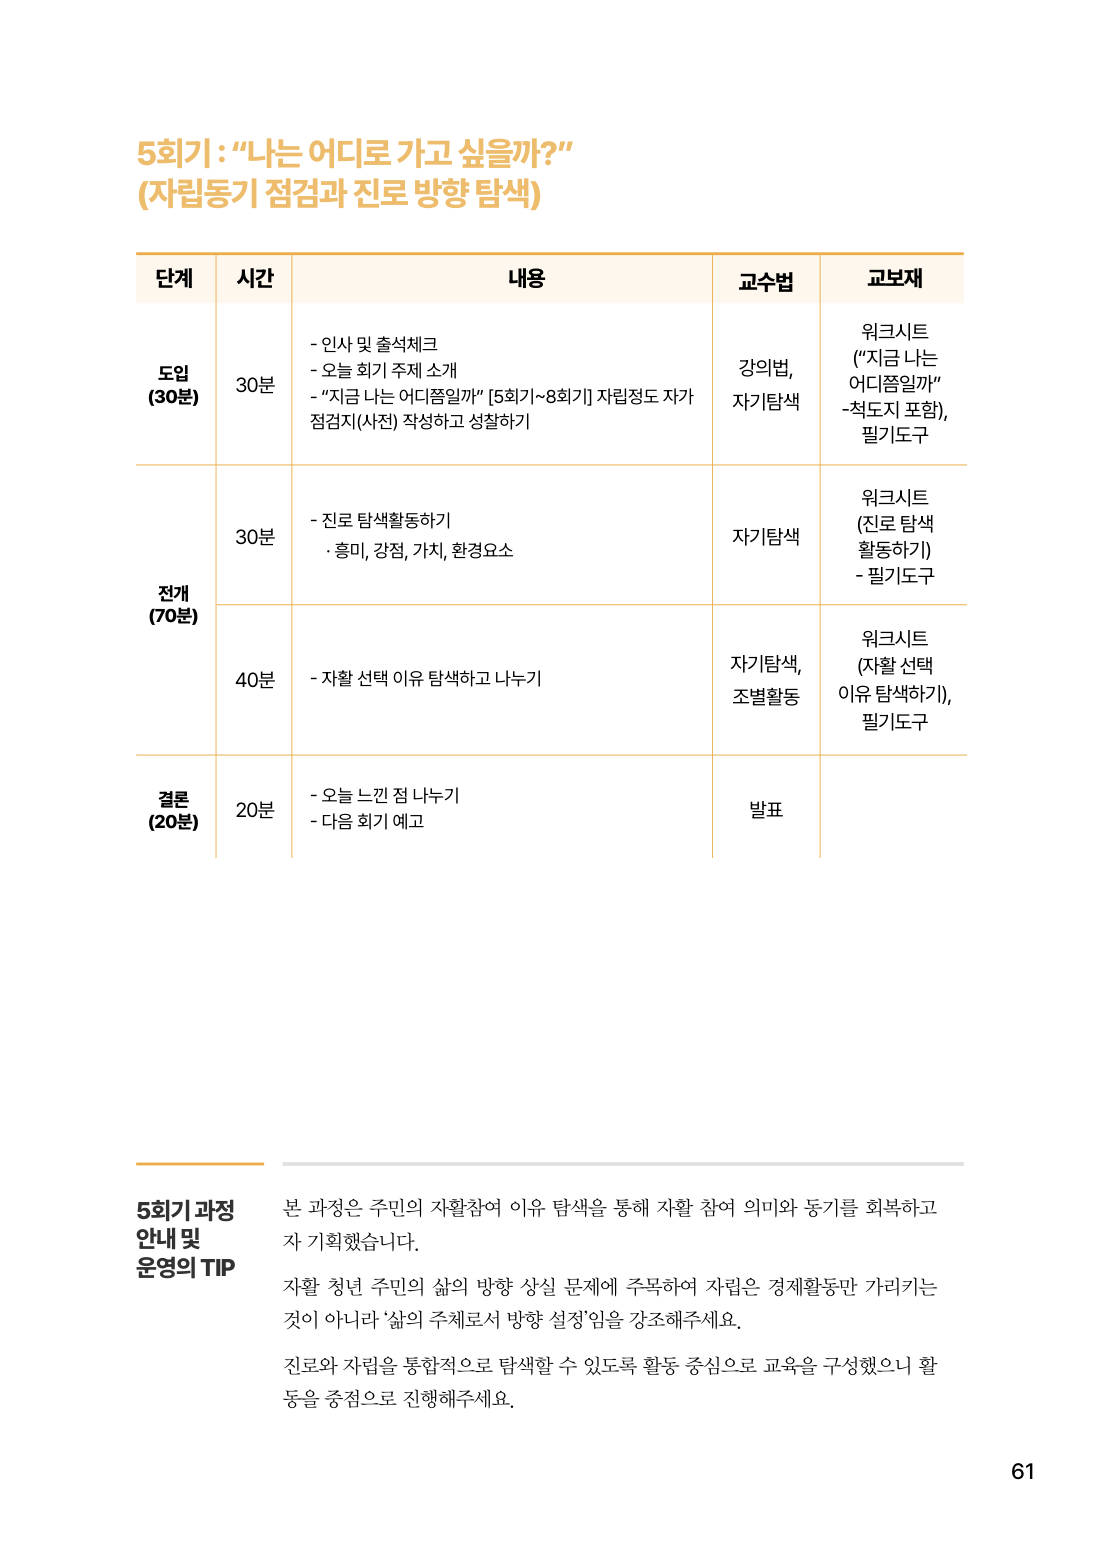 5회기 : “나는 어디로 가고 싶을까?”
(자립동기 점검과 진로 방향 탐색)
단계 시간 내용 교수법 교보재
도입
(30분)
30분
- 인사 및 출석체크
- 오늘 회기 주제 소개
- “지금 나는 어디쯤일까” [5회기~8회기] 자립정도 자가
점검지(사전) 작성하고 성찰하기
강의법,
자기탐색
워크시트
(“지금 나는
어디쯤일까”
-척도지 포함),
필기도구
전개
(70분)
30분
- 진로 탐색활동하기
· 흥미, 강점, 가치, 환경요소
자기탐색
워크시트
(진로 탐색
활동하기)
- 필기도구
40분
- 자활 선택 이유 탐색하고 나누기
자기탐색,
조별활동
워크시트
(자활 선택
이유 탐색하기),
필기도구
결론
(20분)
20분
- 오늘 느낀 점 나누기
- 다음 회기 예고
발표
5회기 과정
안내 및
운영의 TIP
본 과정은 주민의 자활참여 이유 탐색을 통해 자활 참여 의미와 동기를 회복하고
자 기획했습니다.
자활 청년 주민의 삶의 방향 상실 문제에 주목하여 자립은 경제활동만 가리키는
것이 아니라 ‘삶의 주체로서 방향 설정’임을 강조해주세요.
진로와 자립을 통합적으로 탐색할 수 있도록 활동 중심으로 교육을 구성했으니 활
동을 중점으로 진행해주세요.
61